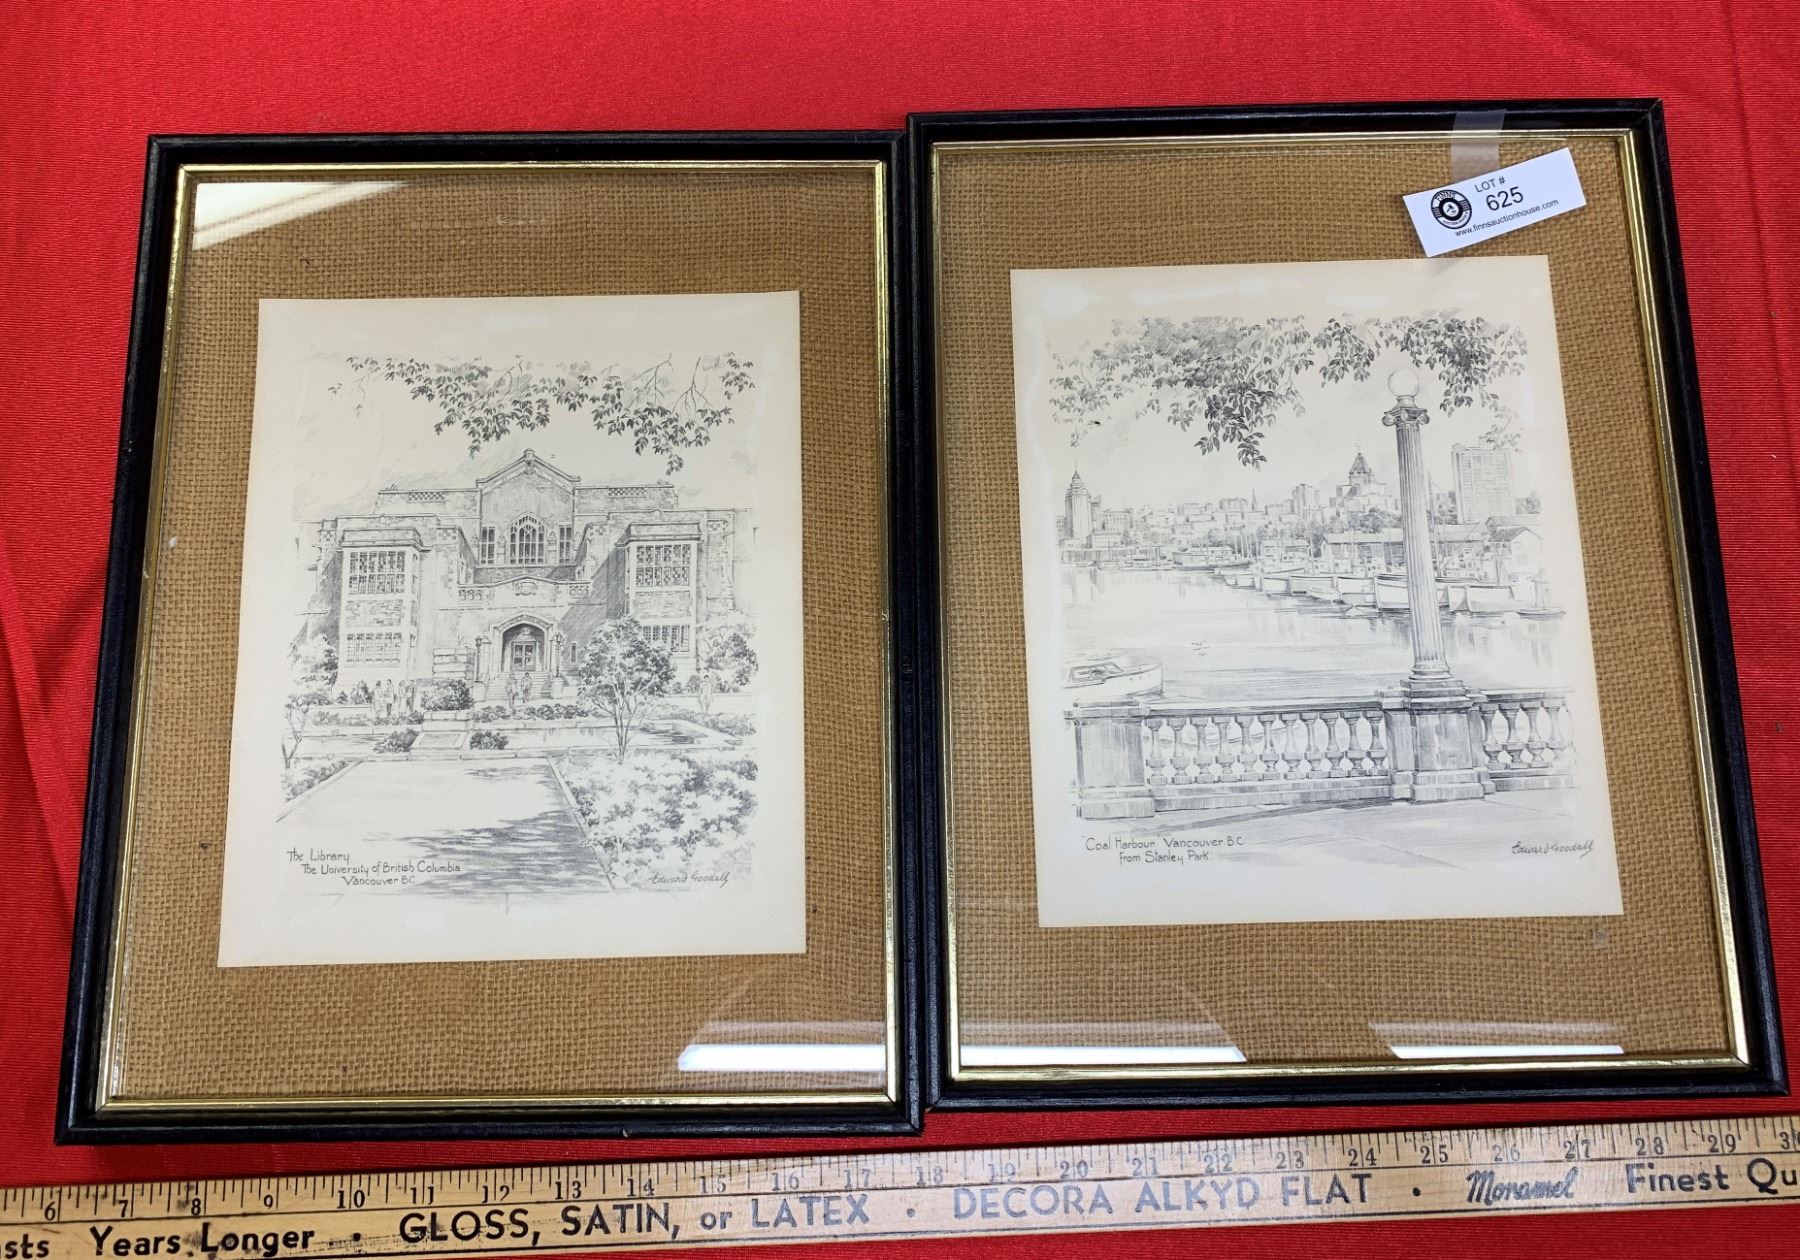 LOT #
625
www.finnsauctionhouse.com
FINNS
The Library
The University of British Columbia
Vancouver B.C.
Edward Goodall
"Coal Harbour" Vancouver B.C.
From Stanley Park.
Edward Goodall
6 7 8 9 10 11 12 13 14 15 16 17 18 19 20 21 22 23 24 25 26 27 28 29 30
asts Years Longer · GLOSS, SATIN, or LATEX · DECORA ALKYD FLAT · Monamel Finest Qu